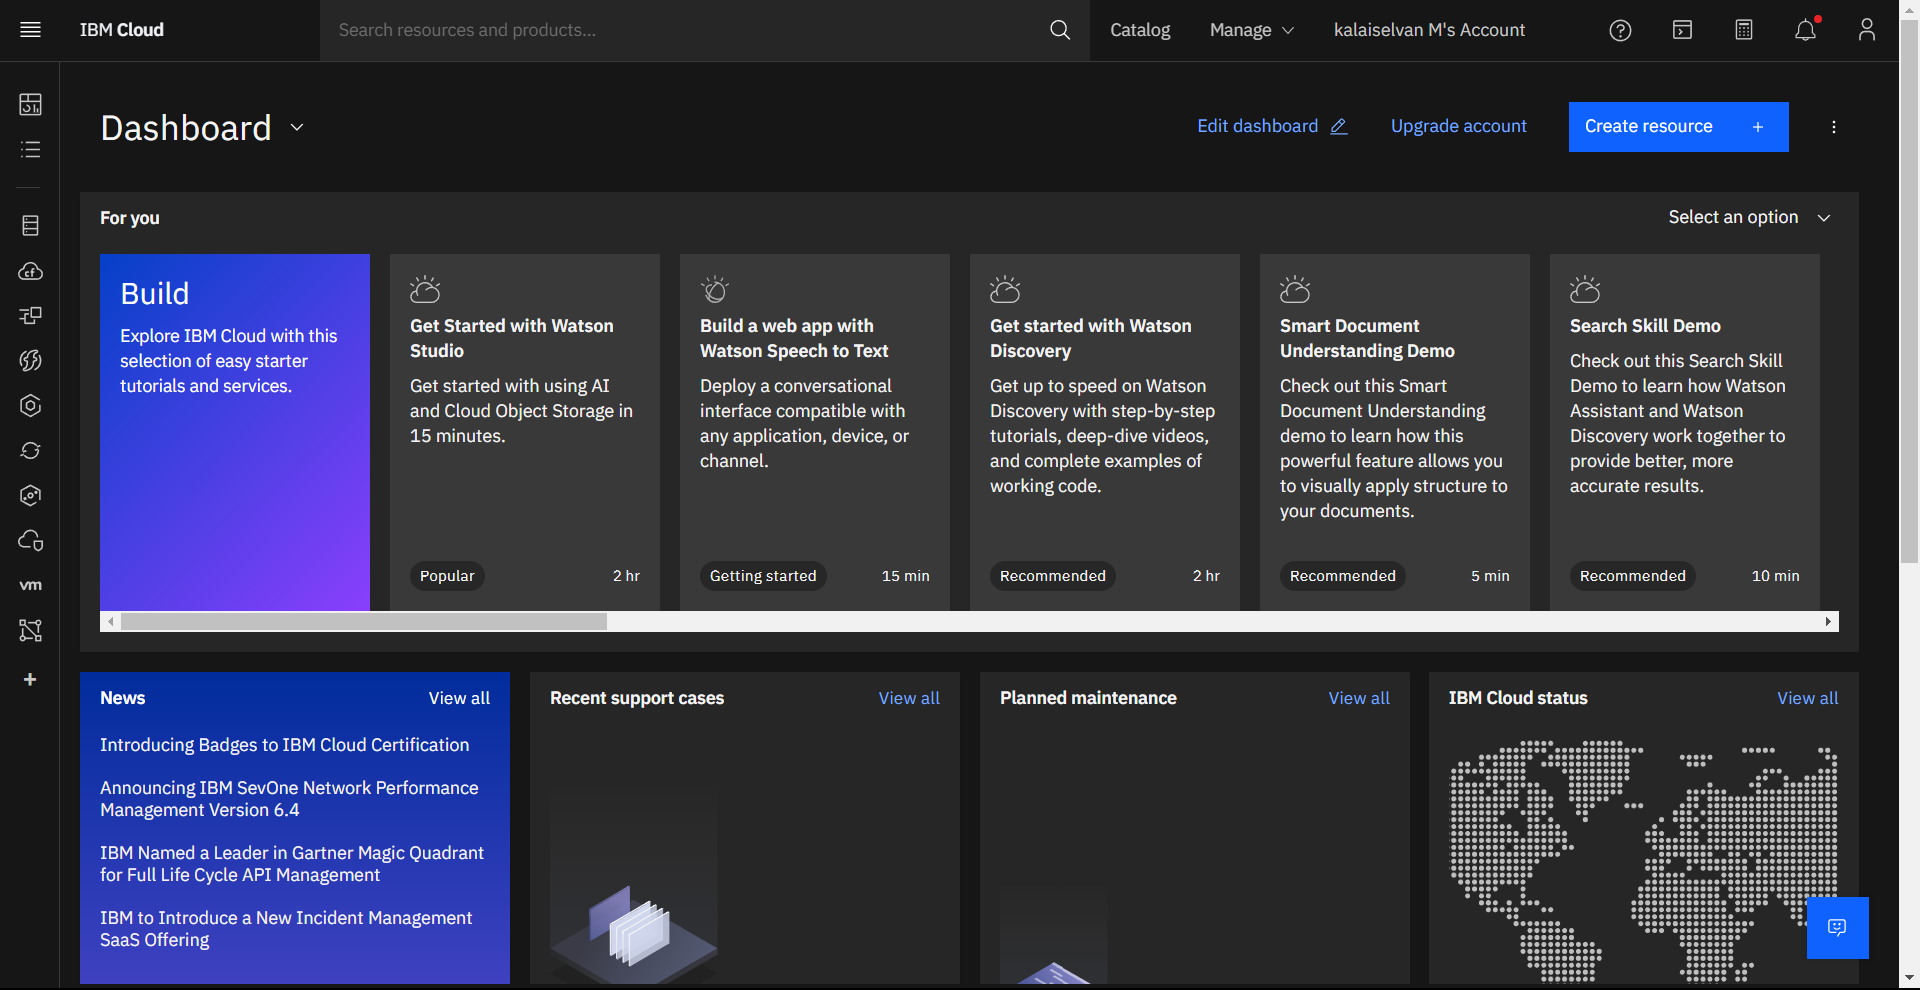 IBM Cloud
Search resources and products...
Catalog
Manage
kalaiselvan M's Account
Dashboard
Edit dashboard
Upgrade account
Create resource +
For you
Select an option
Build
Explore IBM Cloud with this
selection of easy starter
tutorials and services.
Get Started with Watson
Studio
Get started with using AI
and Cloud Object Storage in
15 minutes.
Popular
2 hr
Build a web app with
Watson Speech to Text
Deploy a conversational
interface compatible with
any application, device, or
channel.
Getting started
15 min
Get started with Watson
Discovery
Get up to speed on Watson
Discovery with step-by-step
tutorials, deep-dive videos,
and complete examples of
working code.
Recommended
2 hr
Smart Document
Understanding Demo
Check out this Smart
Document Understanding
demo to learn how this
powerful feature allows you
to visually apply structure to
your documents.
Recommended
5 min
Search Skill Demo
Check out this Search Skill
Demo to learn how Watson
Assistant and Watson
Discovery work together to
provide better, more
accurate results.
Recommended
10 min
cf
vm
News
View all
Introducing Badges to IBM Cloud Certification
Announcing IBM SevOne Network Performance
Management Version 6.4
IBM Named a Leader in Gartner Magic Quadrant
for Full Life Cycle API Management
IBM to Introduce a New Incident Management
SaaS Offering
Recent support cases
View all
Planned maintenance
View all
IBM Cloud status
View all